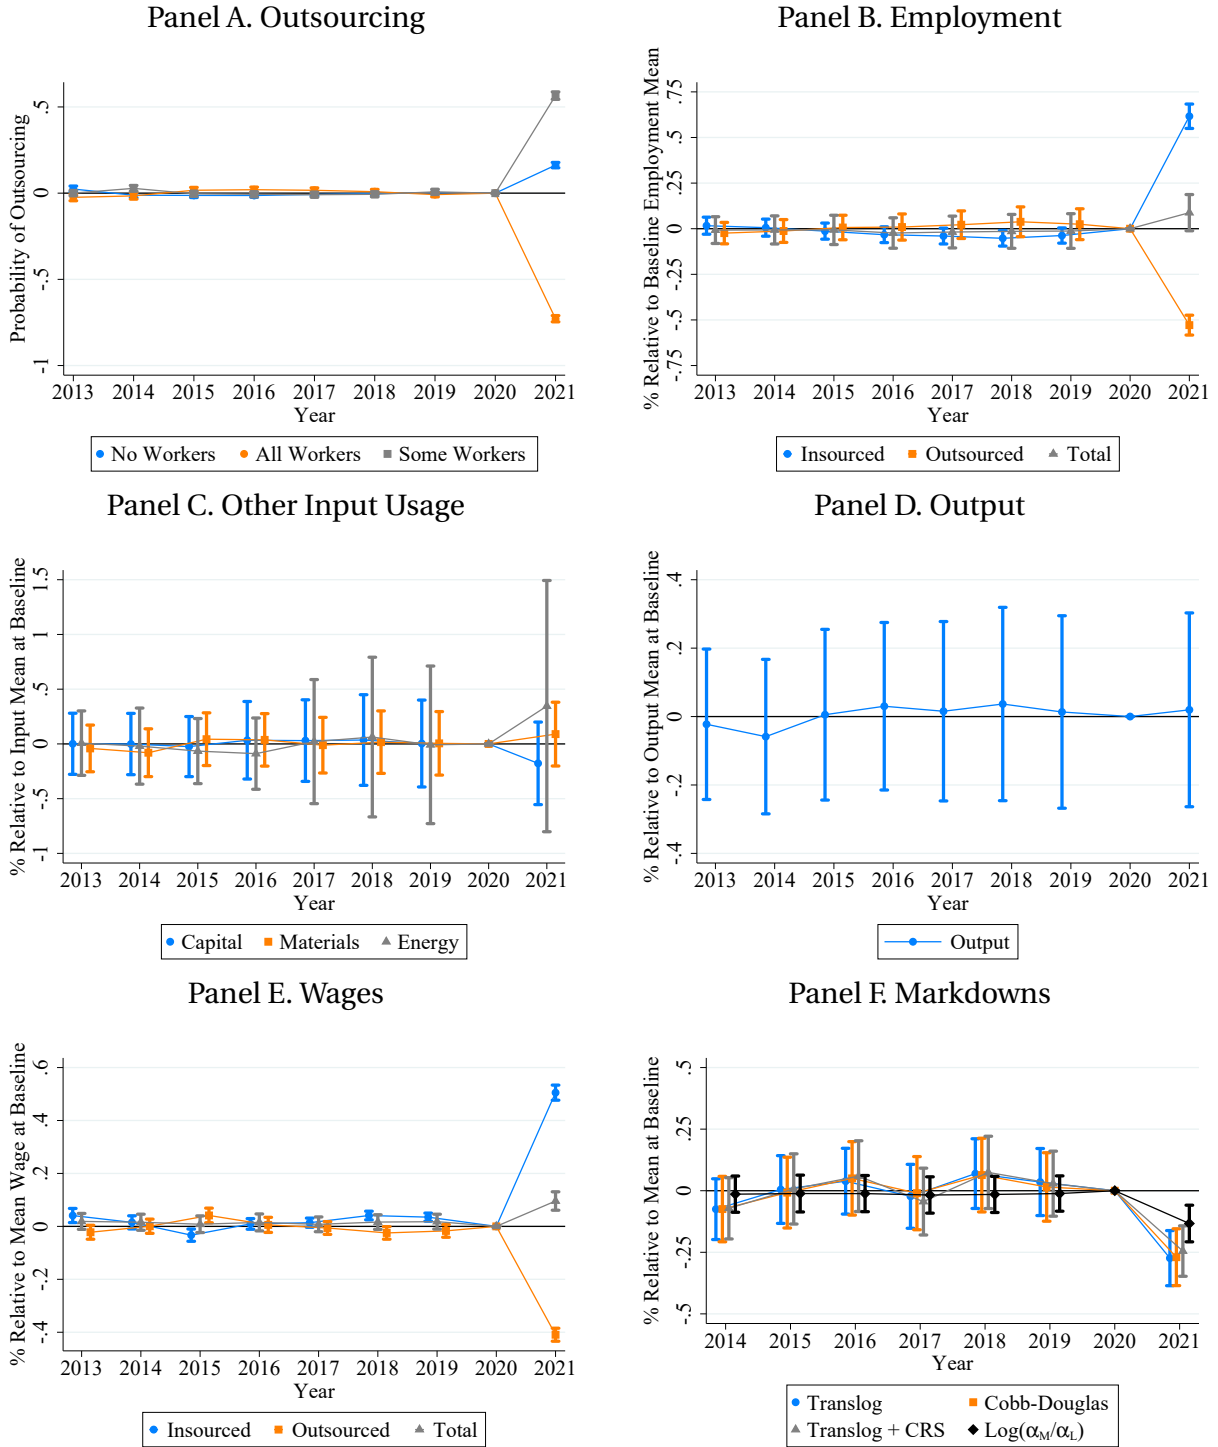 Panel A. Outsourcing
Probability of Outsourcing
.5
0
-.5
-1
2013 2014 2015 2016 2017 2018 2019 2020 2021
Year
No Workers All Workers Some Workers
Panel B. Employment
% Relative to Baseline Employment Mean
.75
.5
.25
0
-.25
-.5
-.75
2013 2014 2015 2016 2017 2018 2019 2020 2021
Year
Insourced Outsourced Total
Panel C. Other Input Usage
% Relative to Input Mean at Baseline
1.5
1
.5
0
-.5
-1
2013 2014 2015 2016 2017 2018 2019 2020 2021
Year
Capital Materials Energy
Panel D. Output
% Relative to Output Mean at Baseline
.4
.2
0
-.2
-.4
2013 2014 2015 2016 2017 2018 2019 2020 2021
Year
Output
Panel E. Wages
% Relative to Mean Wage at Baseline
.6
.4
.2
0
-.2
-.4
2013 2014 2015 2016 2017 2018 2019 2020 2021
Year
Insourced Outsourced Total
Panel F. Markdowns
% Relative to Mean at Baseline
.5
.25
0
-.25
-.5
2014 2015 2016 2017 2018 2019 2020 2021
Year
Translog Cobb-Douglas
Translog + CRS Log(α_M/α_L)